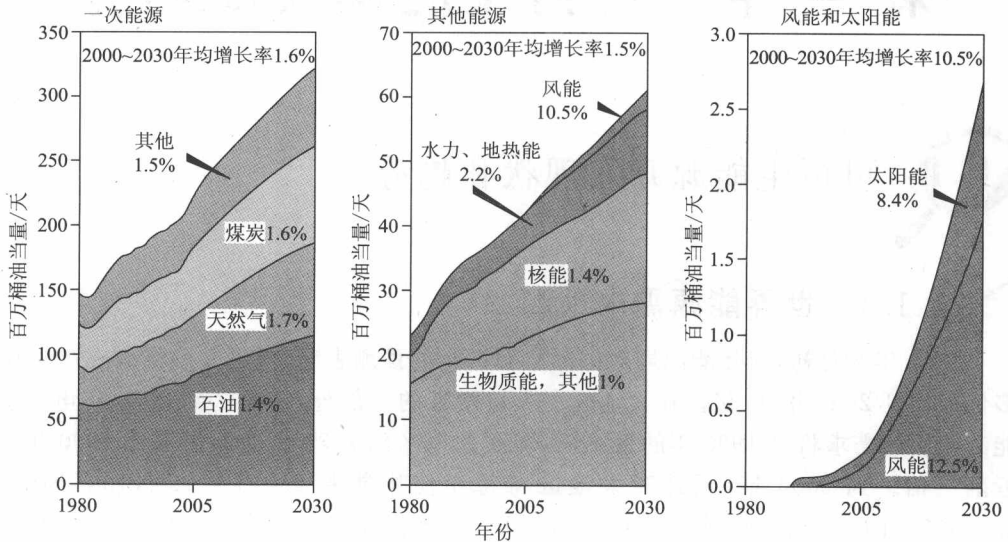 一次能源
350
300
250
200
150
100
50
0
百万桶油当量/天
2000~2030年均增长率1.6%
其他
1.5%
煤炭1.6%
天然气1.7%
石油1.4%
1980
2005
2030
其他能源
70
60
50
40
30
20
10
0
百万桶油当量/天
2000~2030年均增长率1.5%
风能
10.5%
水力、地热能
2.2%
核能1.4%
生物质能，其他1%
1980
2005
2030
年份
风能和太阳能
3.0
2.5
2.0
1.5
1.0
0.5
0.0
百万桶油当量/天
2000~2030年均增长率10.5%
太阳能
8.4%
风能12.5%
1980
2005
2030